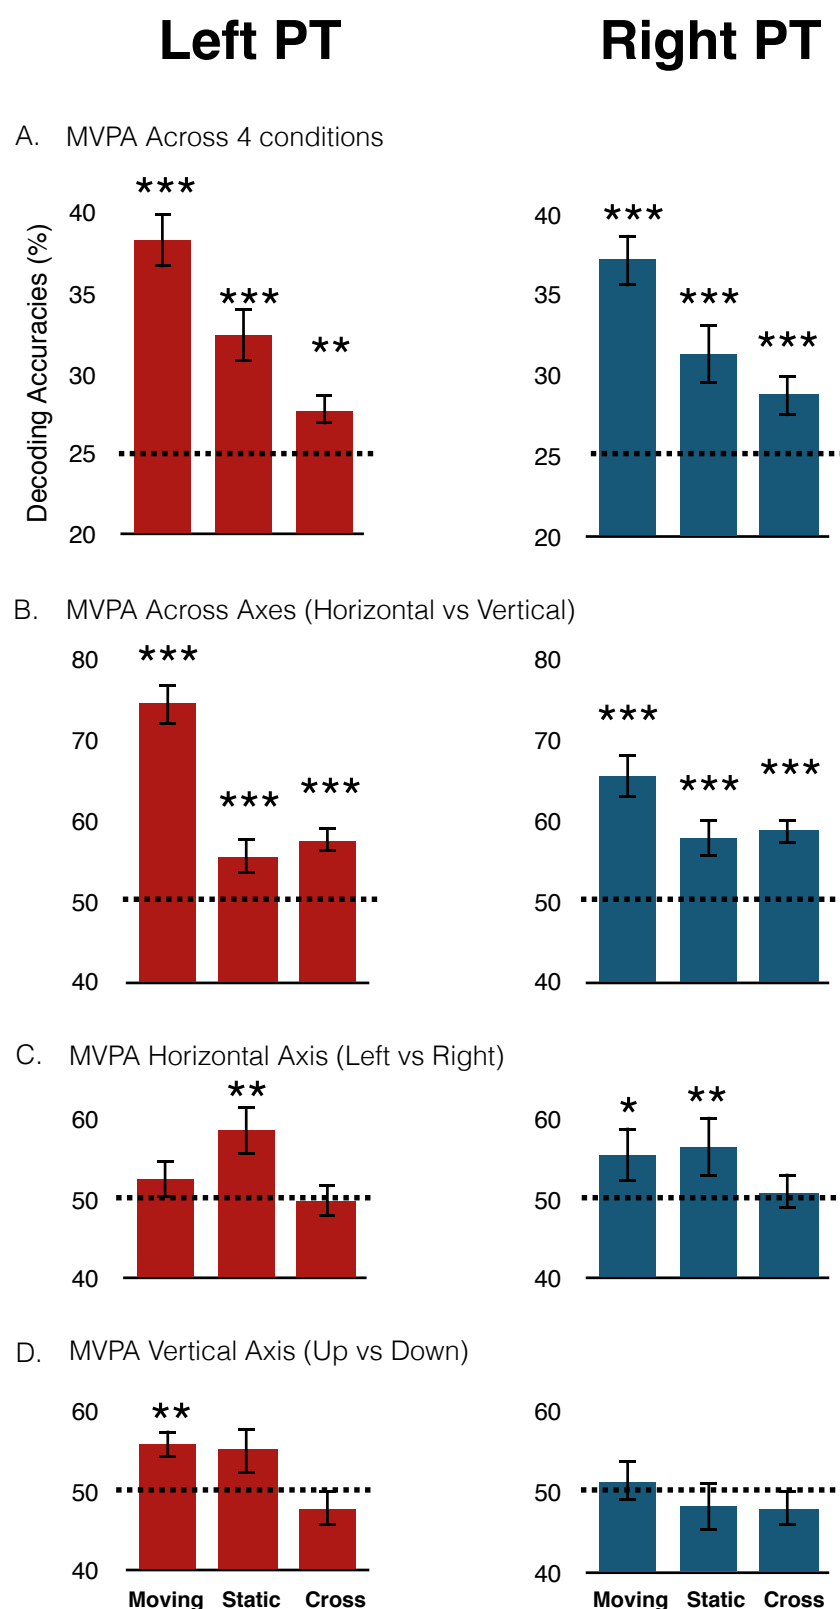 Left PT Right PT
A. MVPA Across 4 conditions
*** ***
40 40
*** ***
35 35
** ***
30 30
25 25
20 20
Decoding Accuracies (%)
B. MVPA Across Axes (Horizontal vs Vertical)
*** ***
80 80
70 70
*** *** *** ***
60 60
50 50
40 40
C. MVPA Horizontal Axis (Left vs Right)
** * **
60 60
50 50
40 40
D. MVPA Vertical Axis (Up vs Down)
**
60 60
50 50
40 40
Moving Static Cross Moving Static Cross